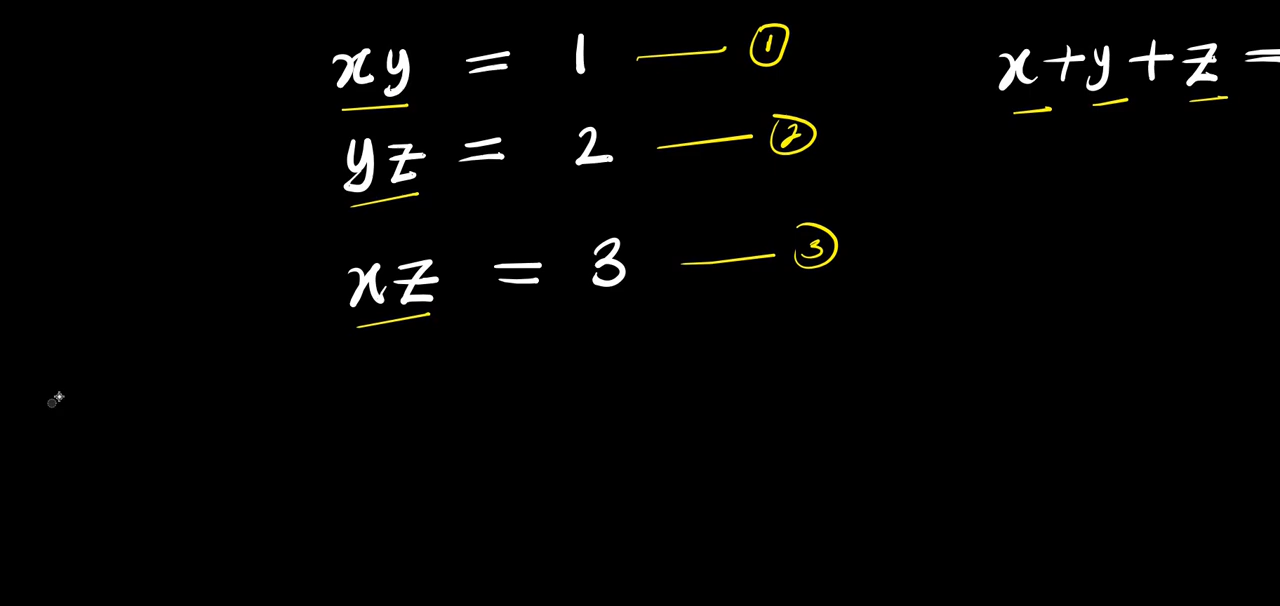 xy = 1 — ① x+y+z =
yz = 2 — ②
xz = 3 — ③